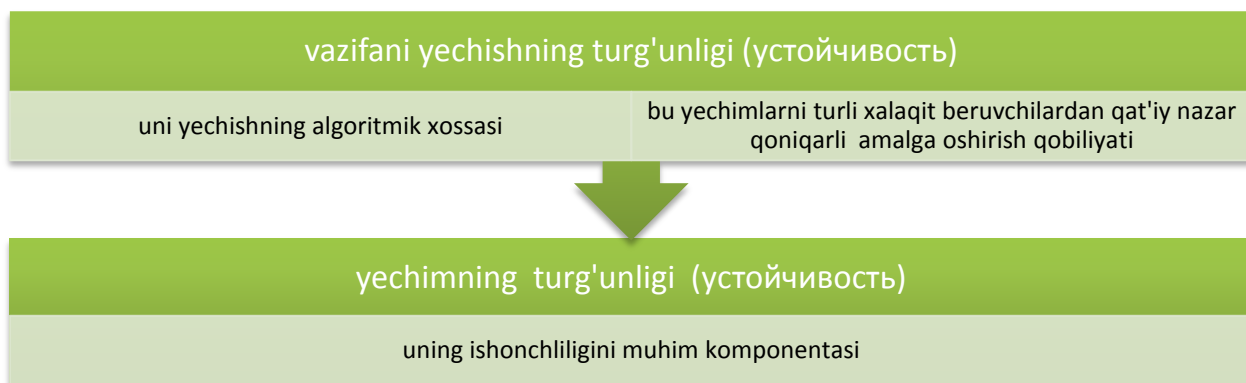 vazifani yechishning turg'unligi (устойчивость)
uni yechishning algoritmik xossasi
bu yechimlarni turli xalaqit beruvchilardan qat'iy nazar
qoniqarli amalga oshirish qobiliyati
yechimning turg'unligi (устойчивость)
uning ishonchliligini muhim komponentasi